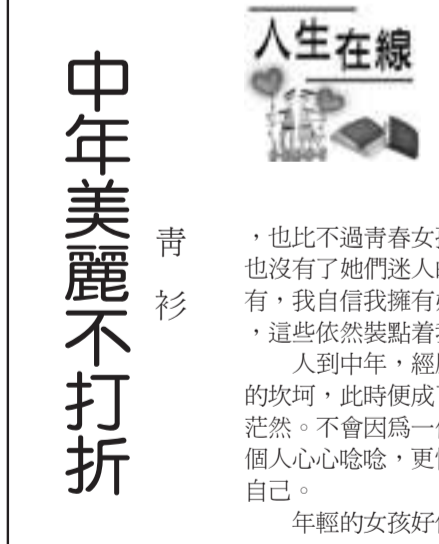 人生在線
中年美麗不打折
青衫
，也比不過青春女孩
也沒有了她們迷人的
有，我自信我擁有
，這些依然裝點着
人到中年，經
的坎坷，此時便成了
茫然。不會因爲一
個人心心唸唸，更
自己。
年輕的女孩好